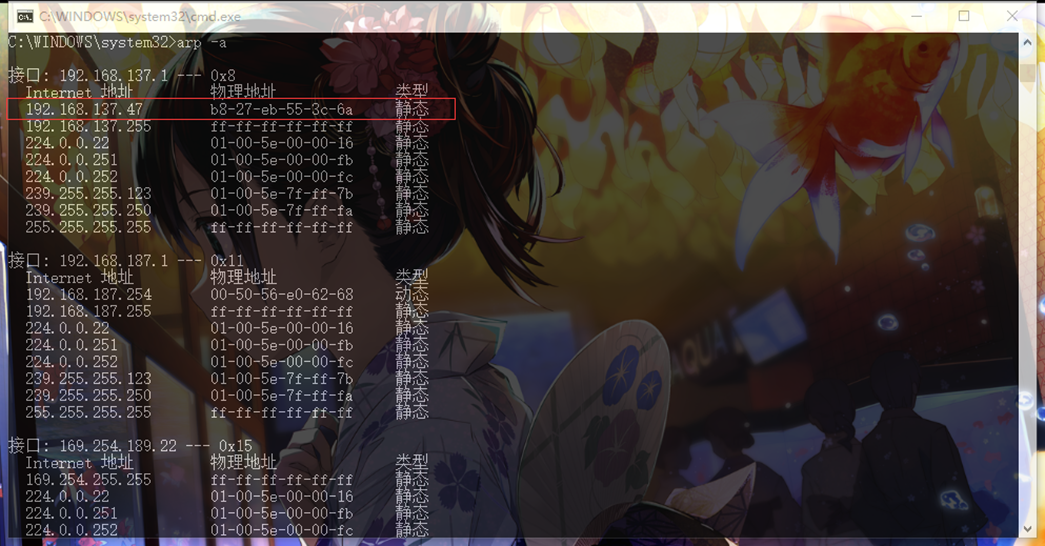 C:\WINDOWS\system32\cmd.exe
C:\WINDOWS\system32>arp -a
接口: 192.168.137.1 --- 0x8
Internet 地址 物理地址 类型
192.168.137.47 b8-27-eb-55-3c-6a 静态
192.168.137.255 ff-ff-ff-ff-ff-ff 静态
224.0.0.22 01-00-5e-00-00-16 静态
224.0.0.251 01-00-5e-00-00-fb 静态
224.0.0.252 01-00-5e-00-00-fc 静态
239.255.255.123 01-00-5e-7f-ff-7b 静态
239.255.255.250 01-00-5e-7f-ff-fa 静态
255.255.255.255 ff-ff-ff-ff-ff-ff 静态
接口: 192.168.187.1 --- 0x11
Internet 地址 物理地址 类型
192.168.187.254 00-50-56-e0-62-68 动态
192.168.187.255 ff-ff-ff-ff-ff-ff 静态
224.0.0.22 01-00-5e-00-00-16 静态
224.0.0.251 01-00-5e-00-00-fb 静态
224.0.0.252 01-00-5e-00-00-fc 静态
239.255.255.123 01-00-5e-7f-ff-7b 静态
239.255.255.250 01-00-5e-7f-ff-fa 静态
255.255.255.255 ff-ff-ff-ff-ff-ff 静态
接口: 169.254.189.22 --- 0x15
Internet 地址 物理地址 类型
169.254.255.255 ff-ff-ff-ff-ff-ff 静态
224.0.0.22 01-00-5e-00-00-16 静态
224.0.0.251 01-00-5e-00-00-fb 静态
224.0.0.252 01-00-5e-00-00-fc 静态
AQUA